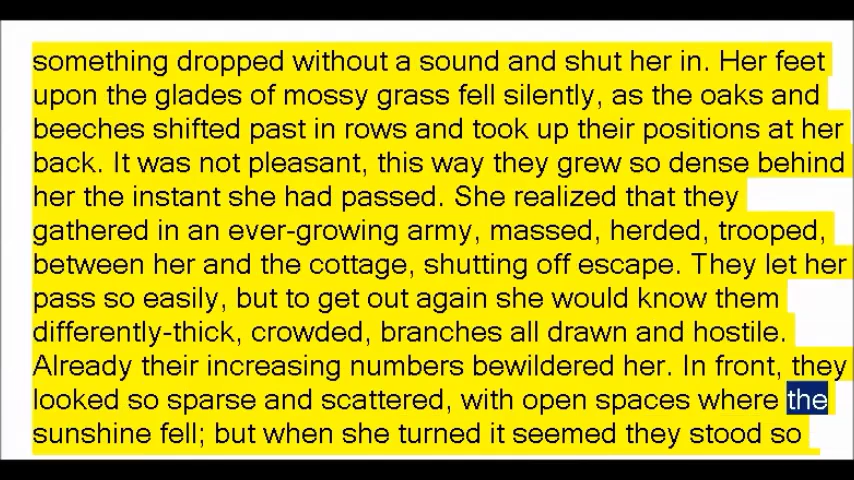 something dropped without a sound and shut her in. Her feet
upon the glades of mossy grass fell silently, as the oaks and
beeches shifted past in rows and took up their positions at her
back. It was not pleasant, this way they grew so dense behind
her the instant she had passed. She realized that they
gathered in an ever-growing army, massed, herded, trooped,
between her and the cottage, shutting off escape. They let her
pass so easily, but to get out again she would know them
differently-thick, crowded, branches all drawn and hostile.
Already their increasing numbers bewildered her. In front, they
looked so sparse and scattered, with open spaces where the
sunshine fell; but when she turned it seemed they stood so